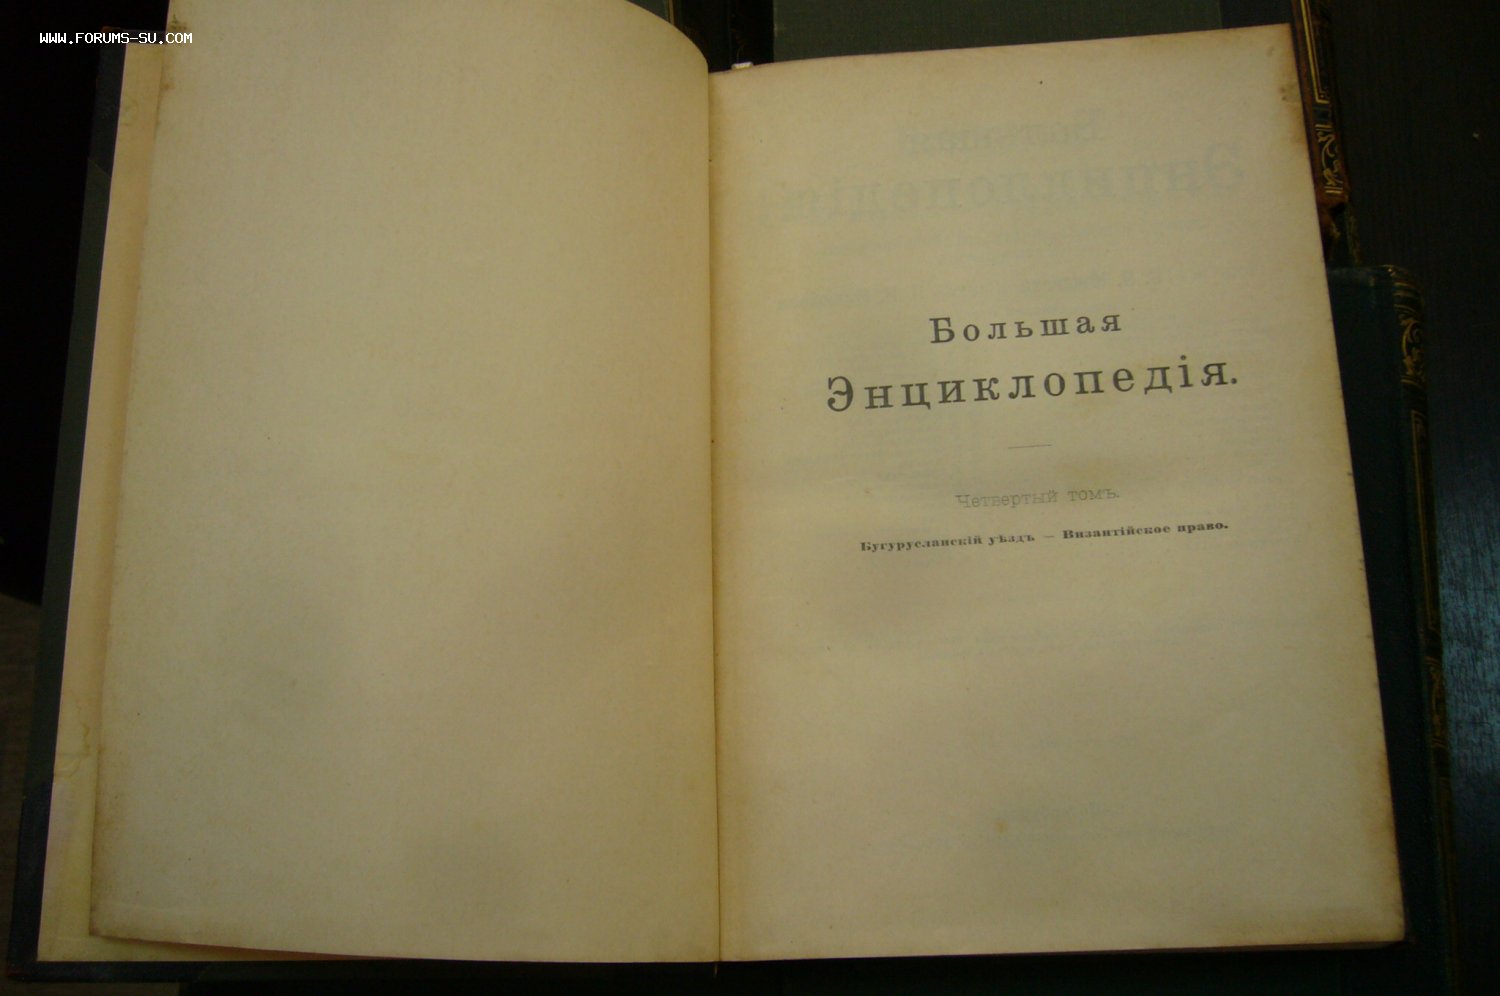 WWW.FORUMS-SU.COM
Большая
Энциклопедія.
Четвертый томъ.
Бугурусланскій уѣздъ — Византійское право.